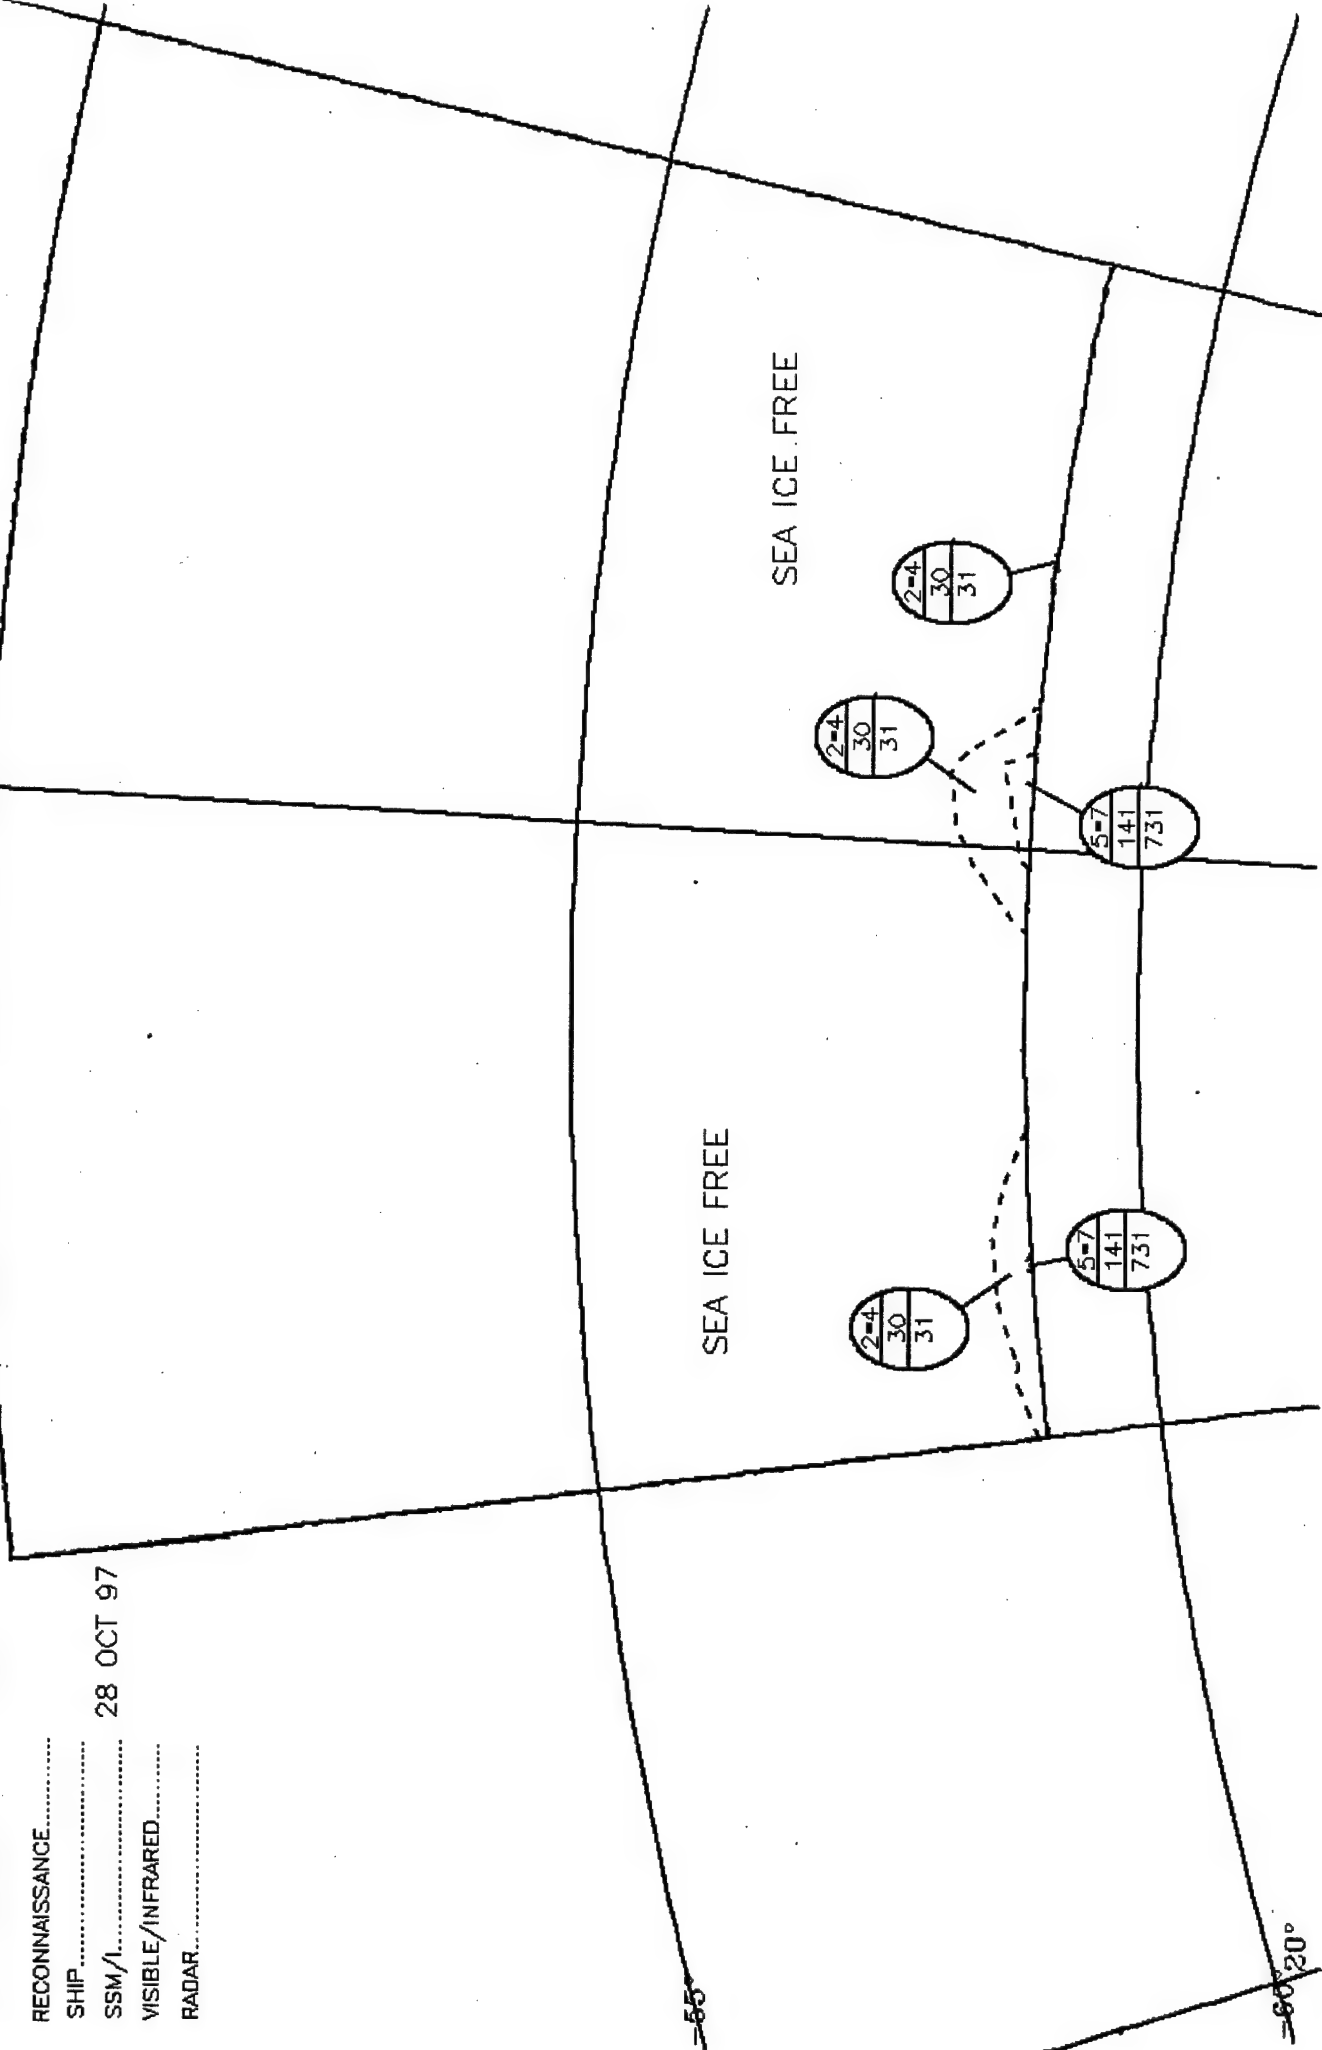 RECONNAISSANCE..........
SHIP..............................
SSM/I............................ 28 OCT 97
VISIBLE/INFRARED..........
RADAR............................
SEA ICE FREE
SEA ICE FREE
2=4
30
31
5=7
141
731
2=4
30
31
5=7
141
731
2=4
30
31
-55°
-60°
20°